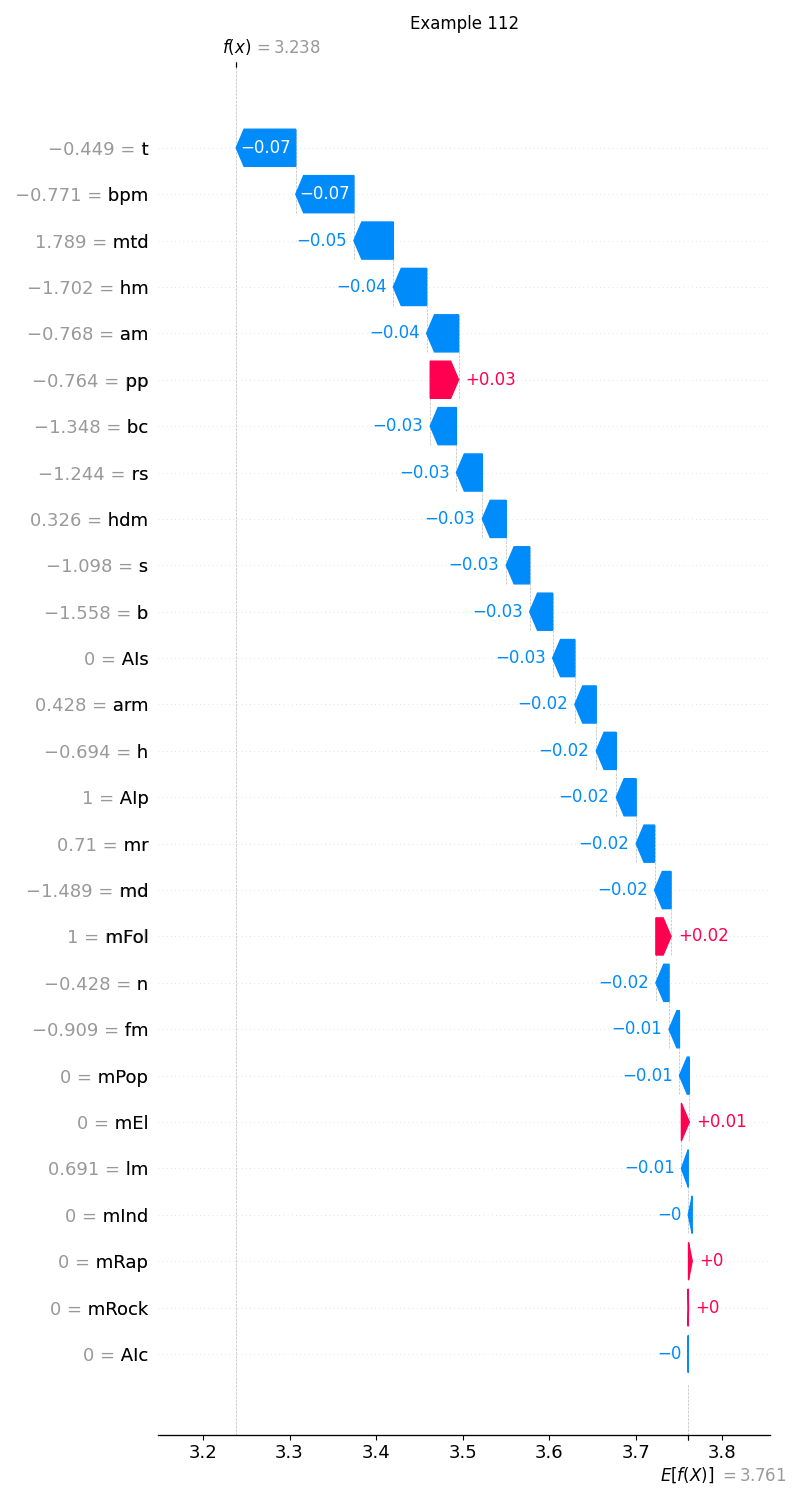 Example 112
f(x) = 3.238
−0.449 = t −0.07
−0.771 = bpm −0.07
1.789 = mtd −0.05
−1.702 = hm −0.04
−0.768 = am −0.04
−0.764 = pp +0.03
−1.348 = bc −0.03
−1.244 = rs −0.03
0.326 = hdm −0.03
−1.098 = s −0.03
−1.558 = b −0.03
0 = AIs −0.03
0.428 = arm −0.02
−0.694 = h −0.02
1 = AIp −0.02
0.71 = mr −0.02
−1.489 = md −0.02
1 = mFol +0.02
−0.428 = n −0.02
−0.909 = fm −0.01
0 = mPop −0.01
0 = mEl +0.01
0.691 = lm −0.01
0 = mInd −0
0 = mRap +0
0 = mRock +0
0 = AIc −0
3.2 3.3 3.4 3.5 3.6 3.7 3.8
E[f(X)] = 3.761